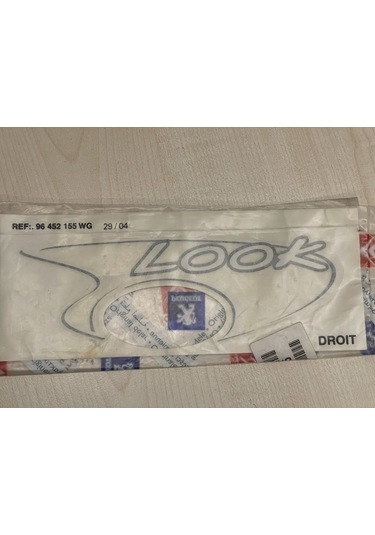 REF:. 96 452 155 WG 29 / 04
LOOK
PEUGEOT
DROIT